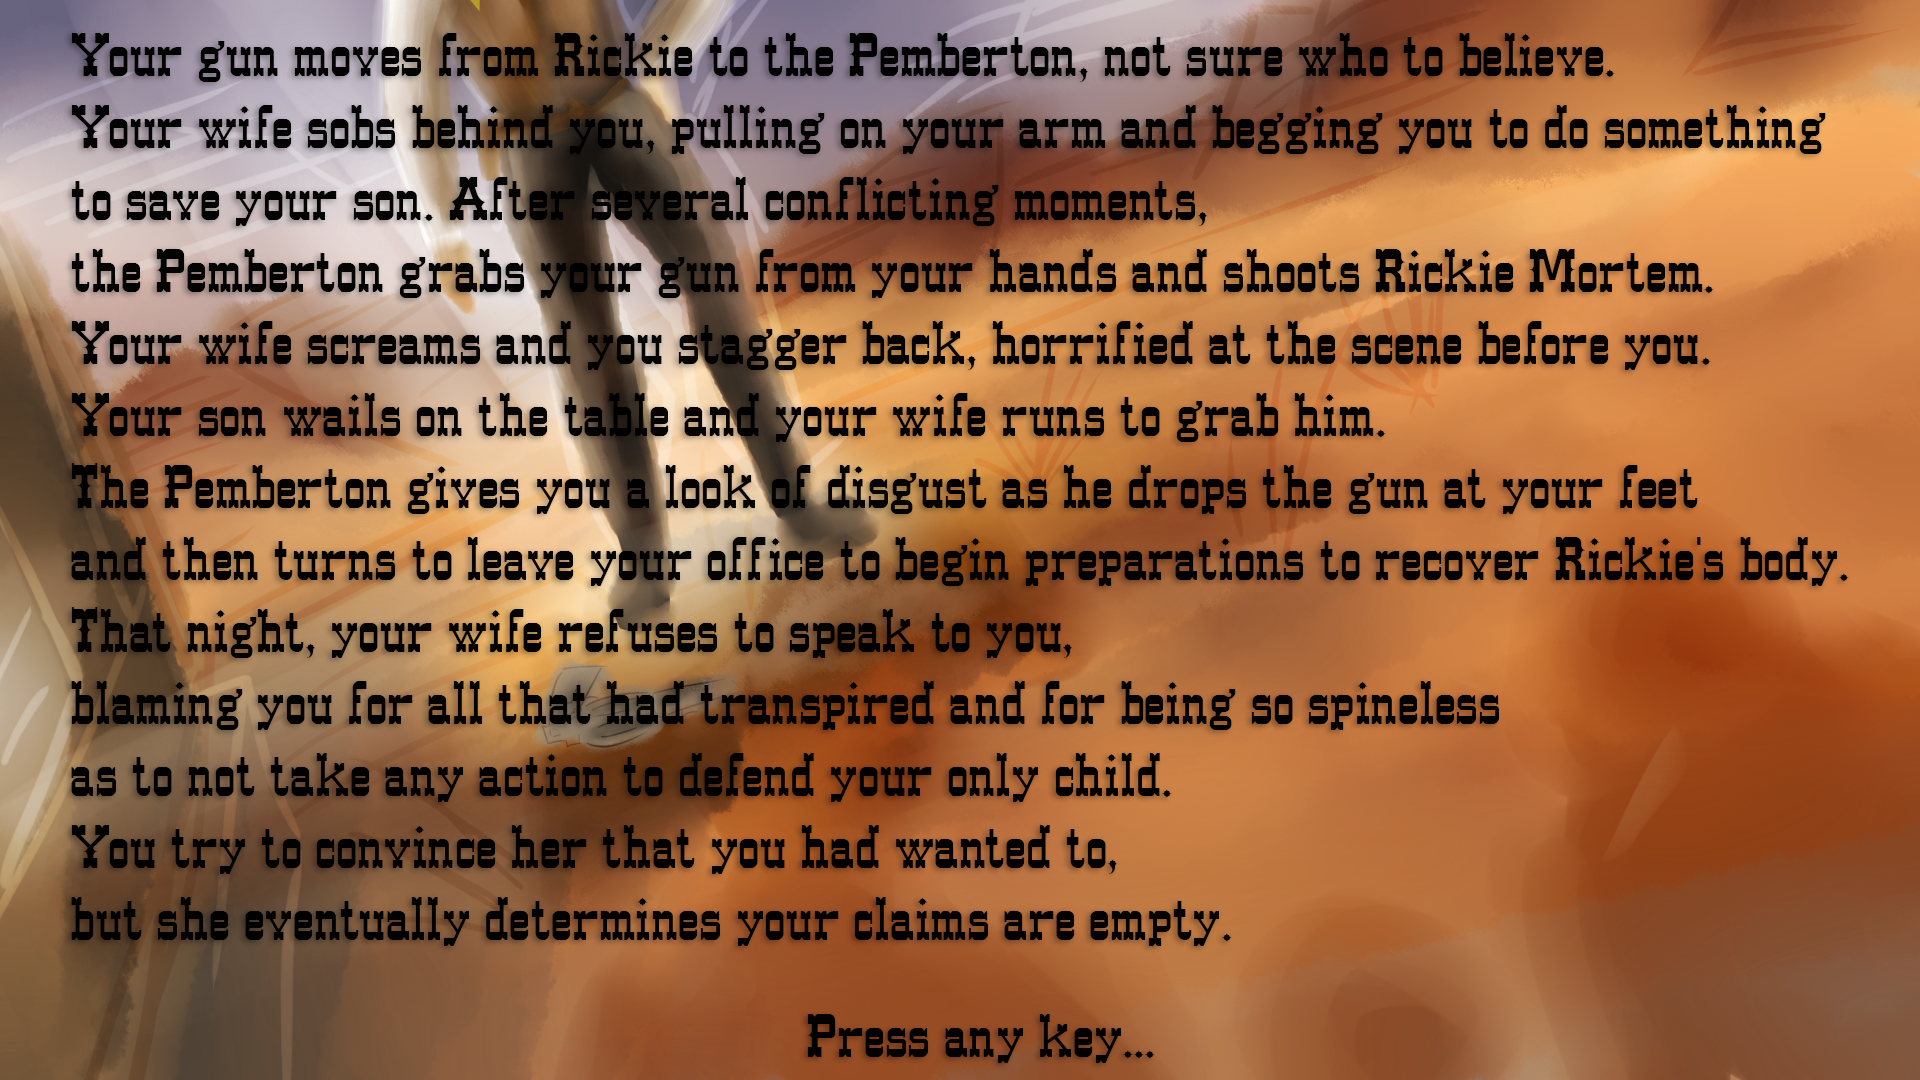 Your gun moves from Rickie to the Pemberton, not sure who to believe.
Your wife sobs behind you, pulling on your arm and begging you to do something
to save your son. After several conflicting moments,
the Pemberton grabs your gun from your hands and shoots Rickie Mortem.
Your wife screams and you stagger back, horrified at the scene before you.
Your son wails on the table and your wife runs to grab him.
The Pemberton gives you a look of disgust as he drops the gun at your feet
and then turns to leave your office to begin preparations to recover Rickie's body.
That night, your wife refuses to speak to you,
blaming you for all that had transpired and for being so spineless
as to not take any action to defend your only child.
You try to convince her that you had wanted to,
but she eventually determines your claims are empty.
Press any key...